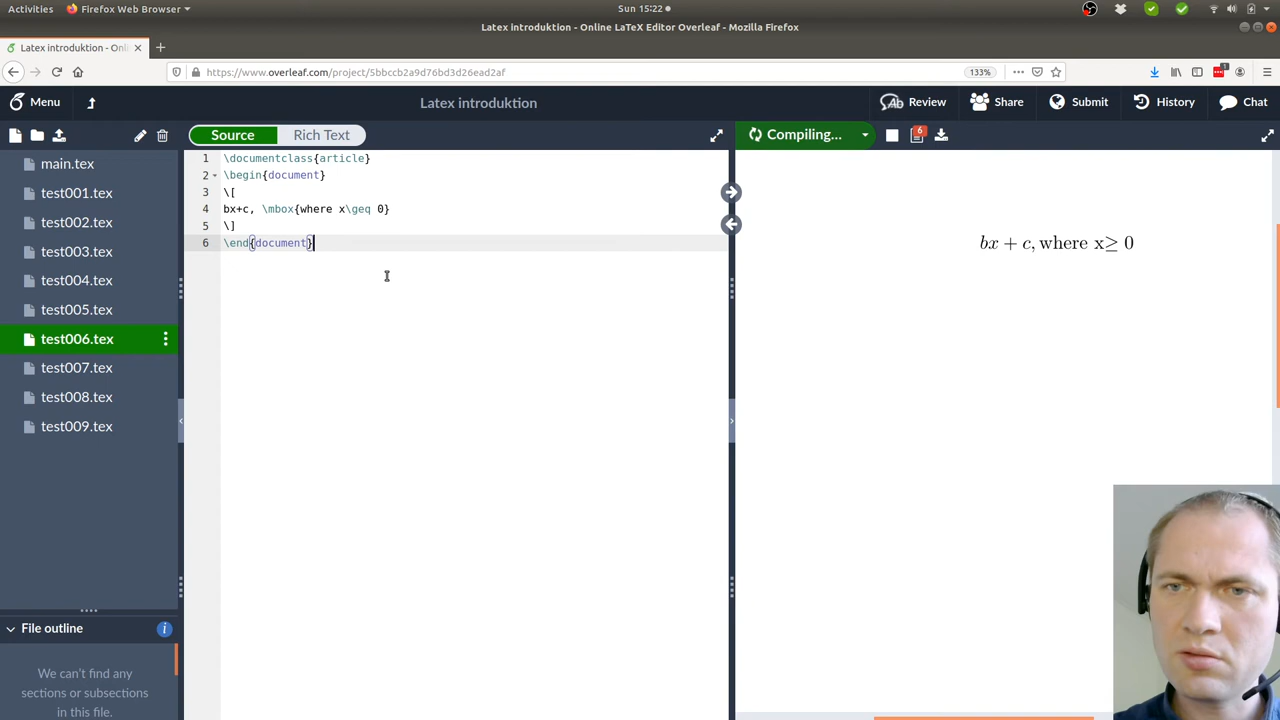 Activities
Firefox Web Browser
Sun 15:22
Latex introduktion - Online LaTeX Editor Overleaf - Mozilla Firefox
Latex introduktion - Onli
https://www.overleaf.com/project/5bbccb2a9d76bd3d26ead2af
133%
1
Menu
Latex introduktion
Review
Share
Submit
History
Chat
Source
Rich Text
Compiling...
6
main.tex
test001.tex
test002.tex
test003.tex
test004.tex
test005.tex
test006.tex
test007.tex
test008.tex
test009.tex
1 \documentclass{article}
2 \begin{document}
3 \[
4 bx+c, \mbox{where x\geq 0}
5 \]
6 \end{document}
bx + c, where x≥ 0
File outline
We can't find any
sections or subsections
in this file.